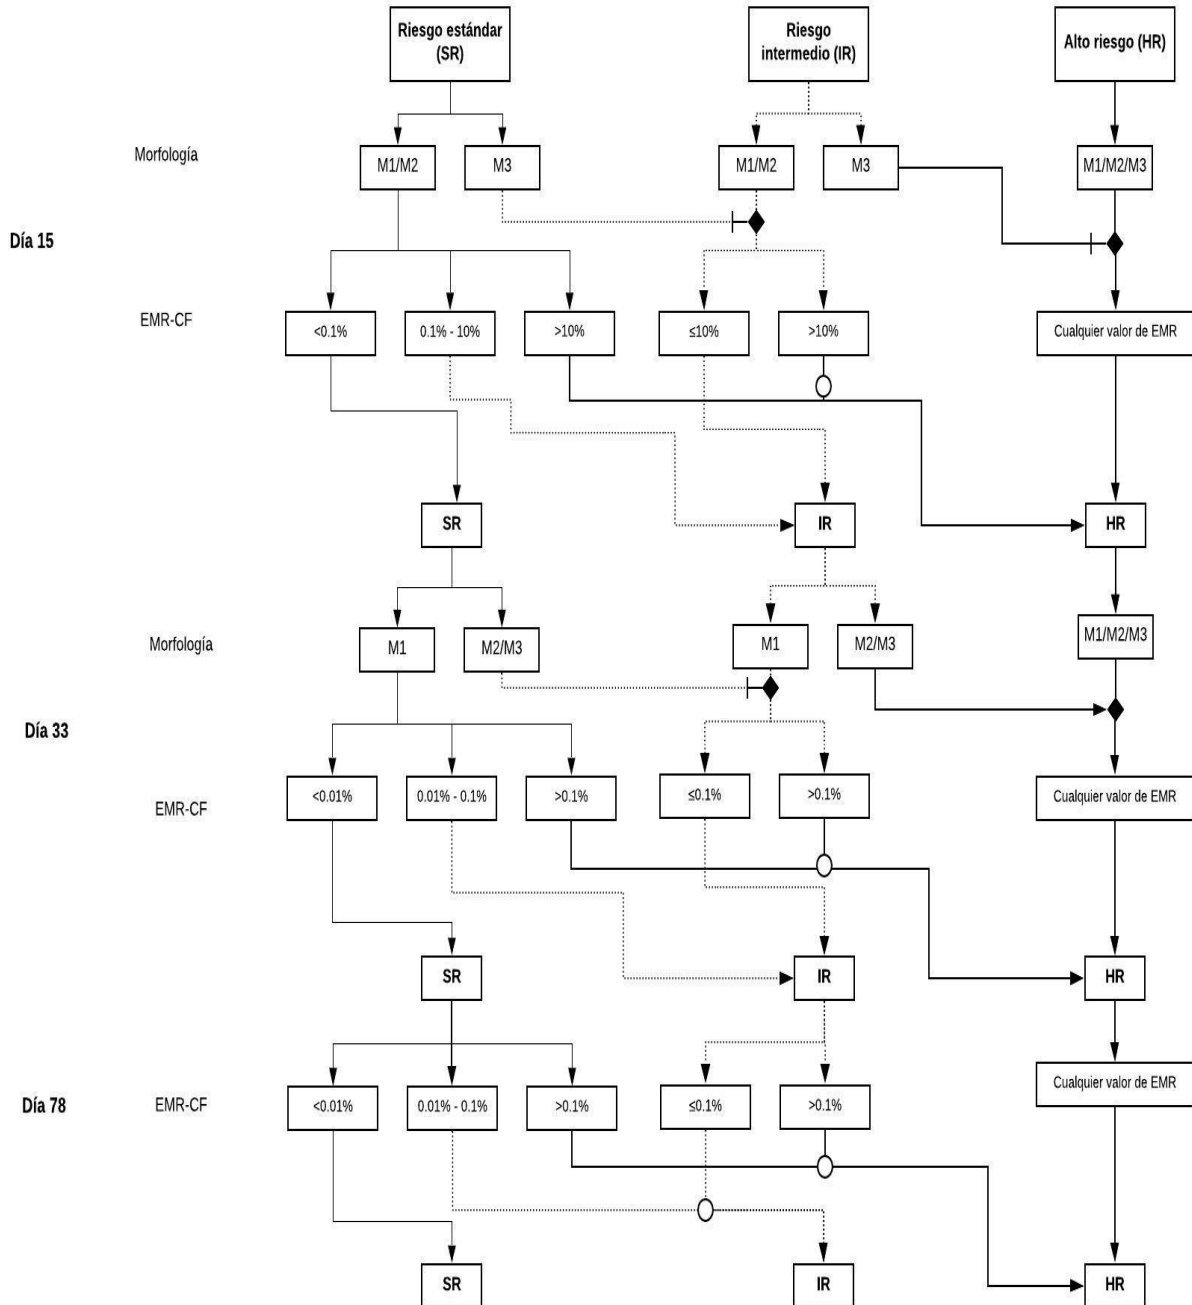 Riesgo estándar
(SR)
Riesgo
intermedio (IR)
Alto riesgo (HR)
Morfología
M1/M2
M3
M1/M2
M3
M1/M2/M3
Día 15
EMR-CF
<0.1%
0.1% - 10%
>10%
≤10%
>10%
Cualquier valor de EMR
SR
IR
HR
Morfología
M1
M2/M3
M1
M2/M3
M1/M2/M3
Día 33
EMR-CF
<0.01%
0.01% - 0.1%
>0.1%
≤0.1%
>0.1%
Cualquier valor de EMR
SR
IR
HR
Día 78
EMR-CF
<0.01%
0.01% - 0.1%
>0.1%
≤0.1%
>0.1%
Cualquier valor de EMR
SR
IR
HR